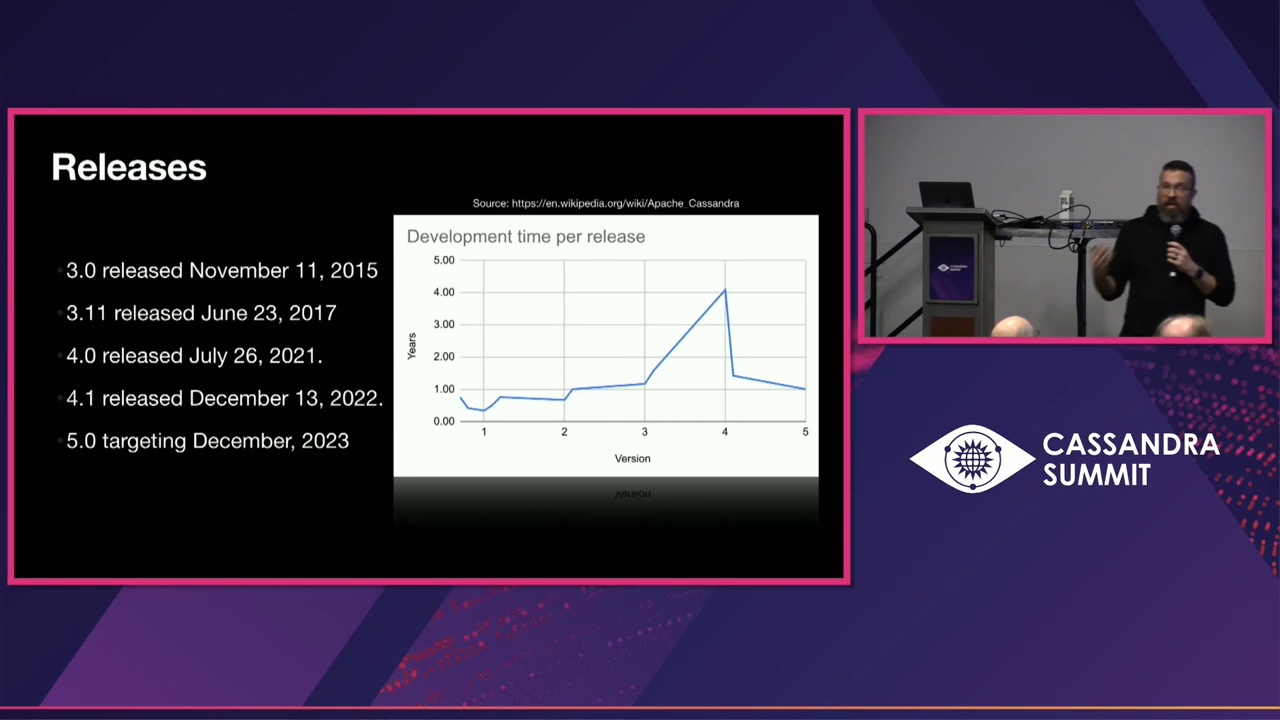 Releases
Source: https://en.wikipedia.org/wiki/Apache_Cassandra
3.0 released November 11, 2015
3.11 released June 23, 2017
4.0 released July 26, 2021.
4.1 released December 13, 2022.
5.0 targeting December, 2023
Development time per release
5.00
4.00
3.00
2.00
1.00
0.00
Years
1 2 3 4 5
Version
Version
CASSANDRA
SUMMIT
CASSANDRA
SUMMIT